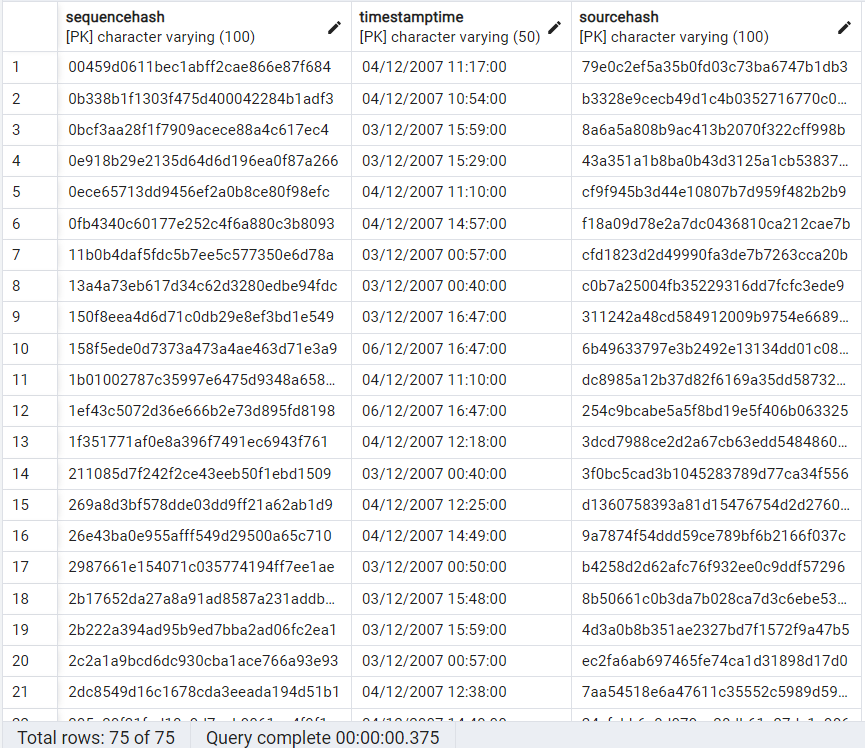 sequencehash timestamptime sourcehash
[PK] character varying (100) [PK] character varying (50) [PK] character varying (100)
1 00459d0611bec1abff2cae866e87f684 04/12/2007 11:17:00 79e0c2ef5a35b0fd03c73ba6747b1db3
2 0b338b1f1303f475d400042284b1adf3 04/12/2007 10:54:00 b3328e9cecb49d1c4b0352716770c0…
3 0bcf3aa28f1f7909acece88a4c617ec4 03/12/2007 15:59:00 8a6a5a808b9ac413b2070f322cff998b
4 0e918b29e2135d64d6d196ea0f87a266 03/12/2007 15:29:00 43a351a1b8ba0b43d3125a1cb53837…
5 0ece65713dd9456ef2a0b8ce80f98efc 04/12/2007 11:10:00 cf9f945b3d44e10807b7d959f482b2b9
6 0fb4340c60177e252c4f6a880c3b8093 04/12/2007 14:57:00 f18a09d78e2a7dc0436810ca212cae7b
7 11b0b4daf5fdc5b7ee5c577350e6d78a 03/12/2007 00:57:00 cfd1823d2d49990fa3de7b7263cca20b
8 13a4a73eb617d34c62d3280edbe94fdc 03/12/2007 00:40:00 c0b7a25004fb35229316dd7fcfc3ede9
9 150f8eea4d6d71c0db29e8ef3bd1e549 03/12/2007 16:47:00 311242a48cd584912009b9754e6689…
10 158f5ede0d7373a473a4ae463d71e3a9 06/12/2007 16:47:00 6b49633797e3b2492e13134dd01c08…
11 1b01002787c35997e6475d9348a658… 04/12/2007 11:10:00 dc8985a12b37d82f6169a35dd58732…
12 1ef43c5072d36e666b2e73d895fd8198 06/12/2007 16:47:00 254c9bcabe5a5f8bd19e5f406b063325
13 1f351771af0e8a396f7491ec6943f761 04/12/2007 12:18:00 3dcd7988ce2d2a67cb63edd5484860…
14 211085d7f242f2ce43eeb50f1ebd1509 03/12/2007 00:40:00 3f0bc5cad3b1045283789d77ca34f556
15 269a8d3bf578dde03dd9ff21a62ab1d9 04/12/2007 12:25:00 d1360758393a81d15476754d2d2760…
16 26e43ba0e955afff549d29500a65c710 04/12/2007 14:49:00 9a7874f54ddd59ce789bf6b2166f037c
17 2987661e154071c035774194ff7ee1ae 03/12/2007 00:50:00 b4258d2d62afc76f932ee0c9ddf57296
18 2b17652da27a8a91ad8587a231addb… 03/12/2007 15:48:00 8b50661c0b3da7b028ca7d3c6ebe53…
19 2b222a394ad95b9ed7bba2ad06fc2ea1 03/12/2007 15:59:00 4d3a0b8b351ae2327bd7f1572f9a47b5
20 2c2a1a9bcd6dc930cba1ace766a93e93 03/12/2007 00:57:00 ec2fa6ab697465fe74ca1d31898d17d0
21 2dc8549d16c1678cda3eeada194d51b1 04/12/2007 12:38:00 7aa54518e6a47611c35552c5989d59…
Total rows: 75 of 75 Query complete 00:00:00.375